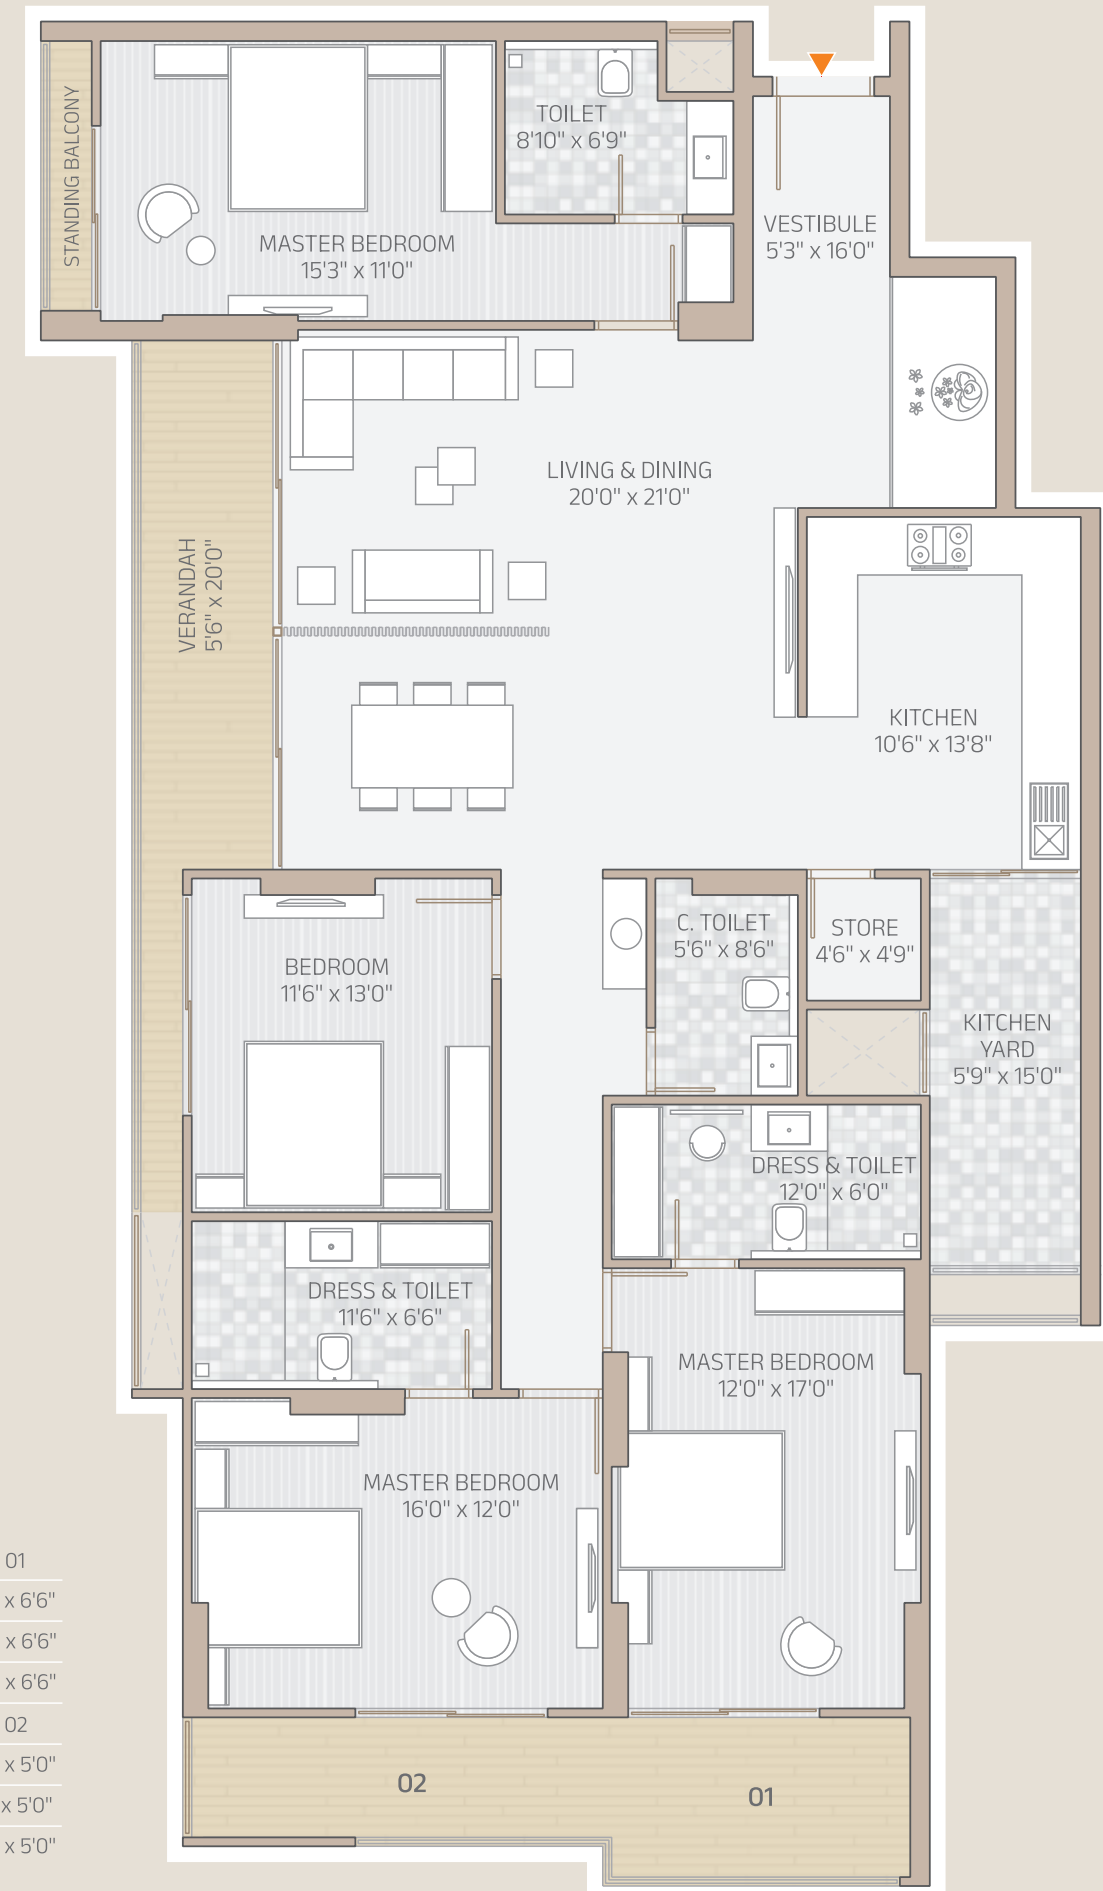 STANDING BALCONY
TOILET
8'10" x 6'9"
MASTER BEDROOM
15'3" x 11'0"
VESTIBULE
5'3" x 16'0"
LIVING & DINING
20'0" x 21'0"
VERANDAH
5'6" x 20'0"
KITCHEN
10'6" x 13'8"
BEDROOM
11'6" x 13'0"
C. TOILET
5'6" x 8'6"
STORE
4'6" x 4'9"
KITCHEN
YARD
5'9" x 15'0"
DRESS & TOILET
12'0" x 6'0"
DRESS & TOILET
11'6" x 6'6"
MASTER BEDROOM
12'0" x 17'0"
MASTER BEDROOM
16'0" x 12'0"
01
x 6'6"
x 6'6"
x 6'6"
02
x 5'0"
x 5'0"
x 5'0"
02
01